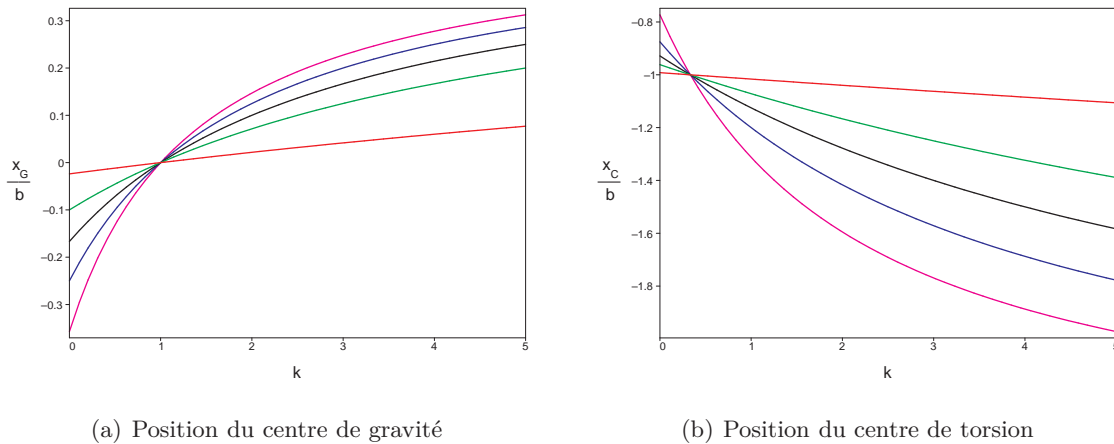 0.3
0.2
0.1
0
−0.1
−0.2
−0.3
x_G
b
0 1 2 3 4 5
k
(a) Position du centre de gravité
−0.8
−1
−1.2
−1.4
−1.6
−1.8
x_C
b
0 1 2 3 4 5
k
(b) Position du centre de torsion